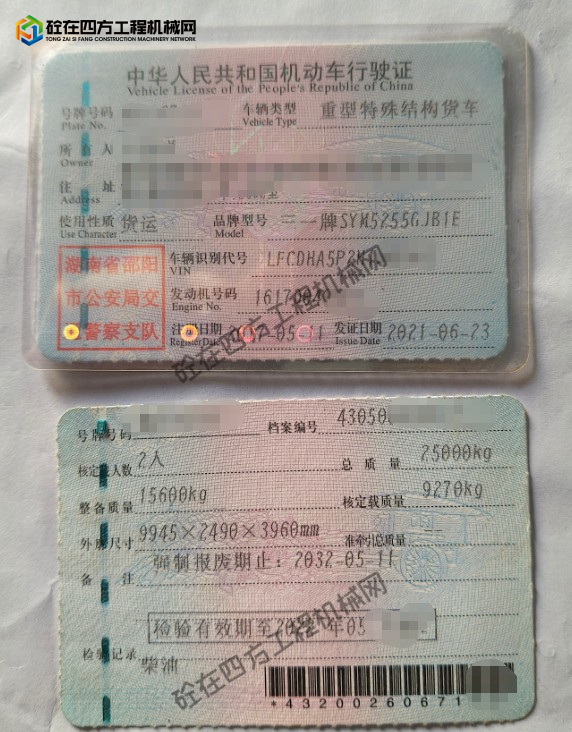 砼在四方工程机械网
TONG ZAI SI FANG CONSTRUCTION MACHINERY NETWORK
中华人民共和国机动车行驶证
Vehicle License of the People's Republic of China
号牌号码 车辆类型 重型特殊结构货车
Plate No. Vehicle Type
所有人
Owner
住址
Address
使用性质 货运 品牌型号 三一牌SYM5255GJB1E
Use Character Model
湖南省邵阳 车辆识别代号 LFCDHA5P2
VIN
市公安局交 发动机号码 1617
Engine No.
警察支队 日期 05 发证日期 2021-06-23
Register Date Issue Date
砼在四方工程机械网
号牌号码 档案编号 43050
核定人数 2人 总质量 25000kg
整备质量 15600kg 核定载质量 9270kg
外廓尺寸 9945×2490×3960mm 准牵引总质量
备注 强制报废期止：2032-05-11
检验有效期至 年05
检验记录 柴油
砼在四方工程机械网
*43200260671